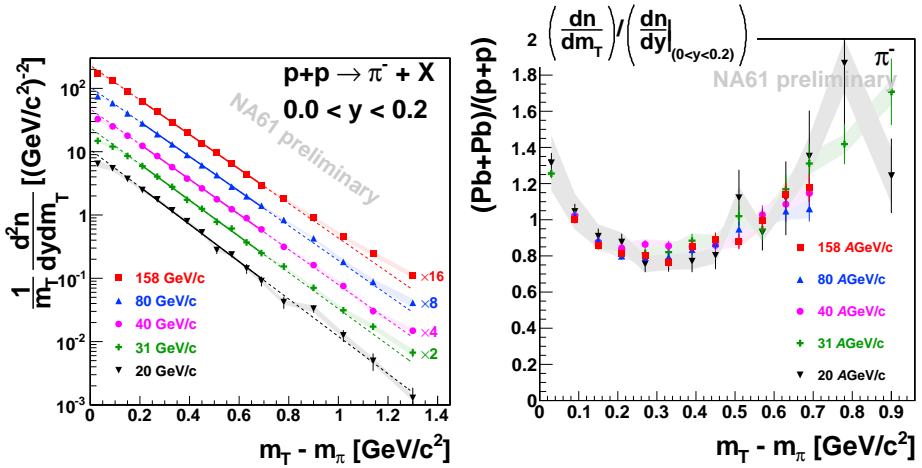 p+p → π⁻ + X
0.0 < y < 0.2
NA61 preliminary
1/m_T d²n/dydm_T [(GeV/c²)⁻²]
10²
10
1
10⁻¹
10⁻²
10⁻³
158 GeV/c
80 GeV/c
40 GeV/c
31 GeV/c
20 GeV/c
×16
×8
×4
×2
0 0.2 0.4 0.6 0.8 1 1.2 1.4
m_T - m_π [GeV/c²]
(dn/dm_T)/(dn/dy|_(0<y<0.2))
π⁻
NA61 preliminary
(Pb+Pb)/(p+p)
2
1.8
1.6
1.4
1.2
1
0.8
0.6
0.4
0.2
0
158 AGeV/c
80 AGeV/c
40 AGeV/c
31 AGeV/c
20 AGeV/c
0 0.1 0.2 0.3 0.4 0.5 0.6 0.7 0.8 0.9
m_T - m_π [GeV/c²]